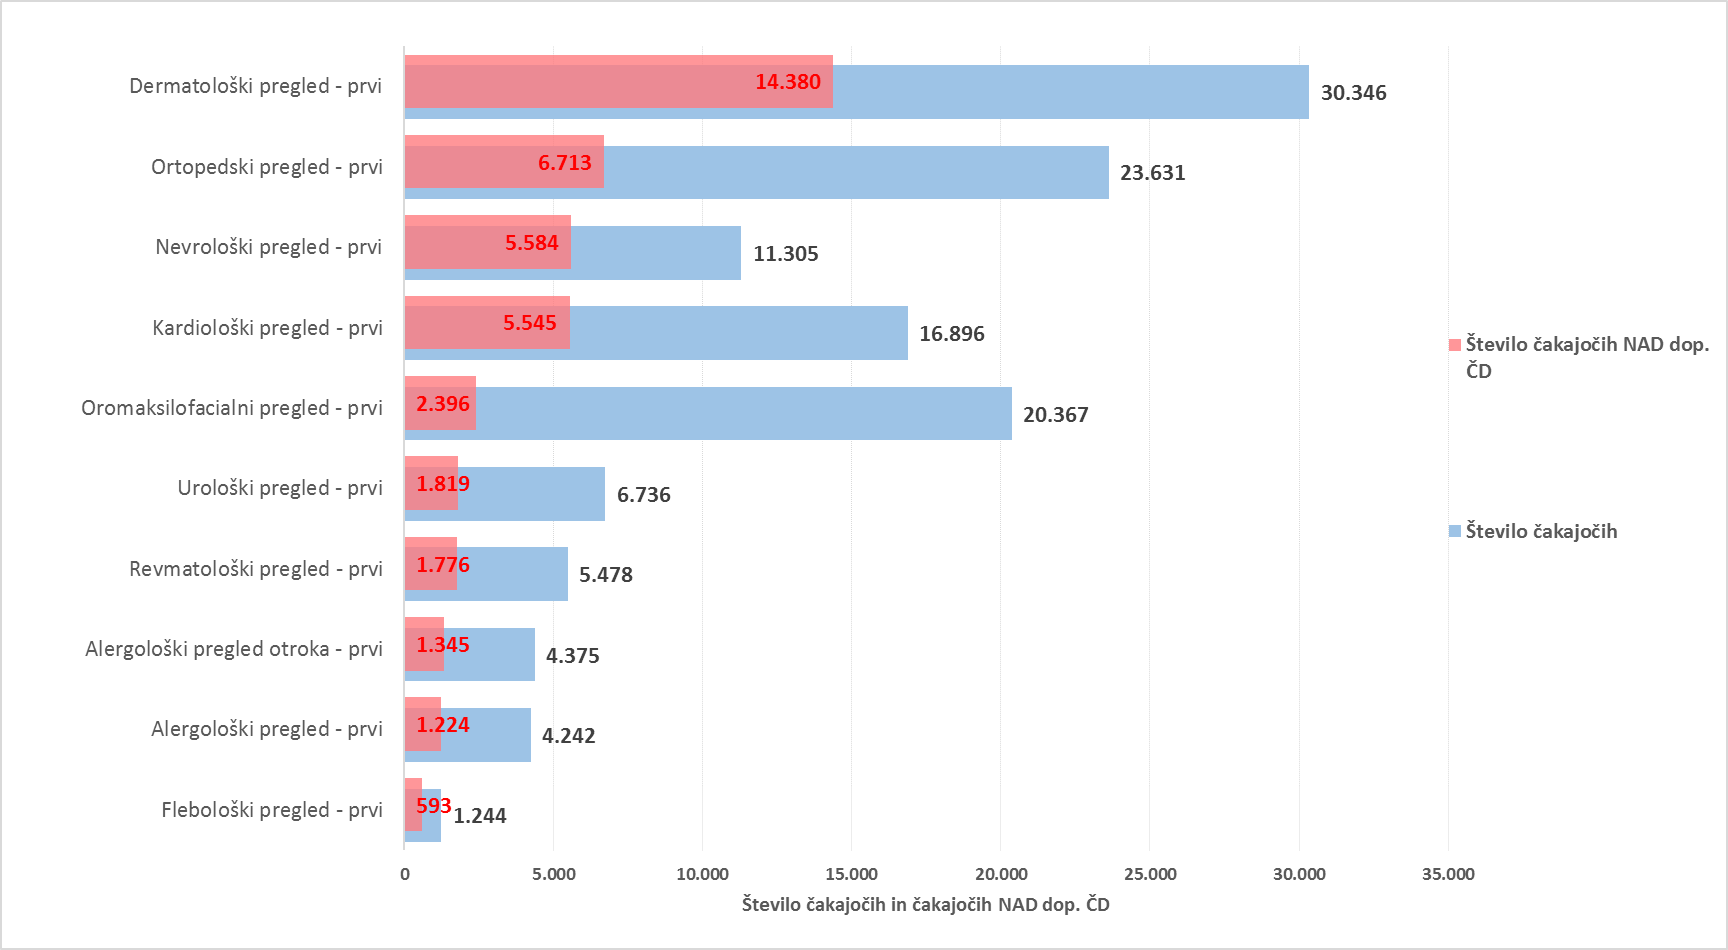 Dermatološki pregled - prvi
14.380
30.346
Ortopedski pregled - prvi
6.713
23.631
Nevrološki pregled - prvi
5.584
11.305
Kardiološki pregled - prvi
5.545
16.896
Oromaksilofacialni pregled - prvi
2.396
20.367
Urološki pregled - prvi
1.819
6.736
Revmatološki pregled - prvi
1.776
5.478
Alergološki pregled otroka - prvi
1.345
4.375
Alergološki pregled - prvi
1.224
4.242
Flebološki pregled - prvi
593
1.244
0
5.000
10.000
15.000
20.000
25.000
30.000
35.000
Število čakajočih in čakajočih NAD dop. ČD
Število čakajočih NAD dop.
ČD
Število čakajočih